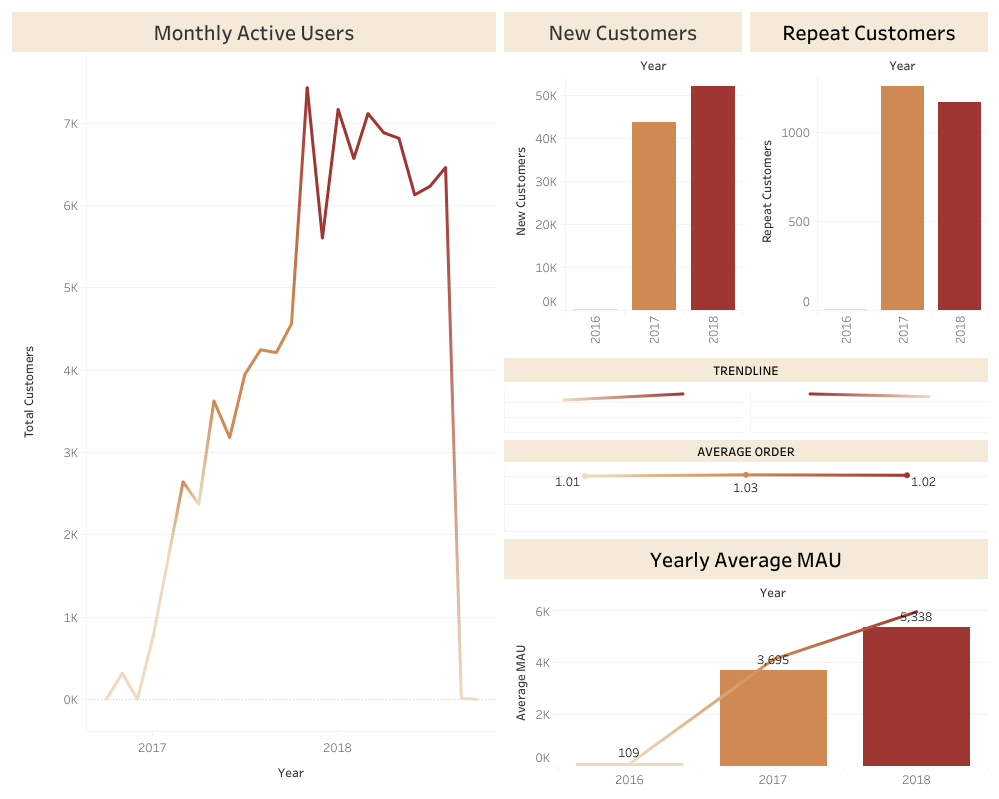 Monthly Active Users
7K
6K
5K
4K
3K
2K
1K
0K
Total Customers
2017
2018
Year
New Customers
Year
50K
40K
30K
20K
10K
0K
New Customers
2016
2017
2018
Repeat Customers
Year
1000
500
0
Repeat Customers
2016
2017
2018
TRENDLINE
AVERAGE ORDER
1.01
1.03
1.02
Yearly Average MAU
Year
6K
4K
2K
0K
Average MAU
109
3,695
5,338
2016
2017
2018